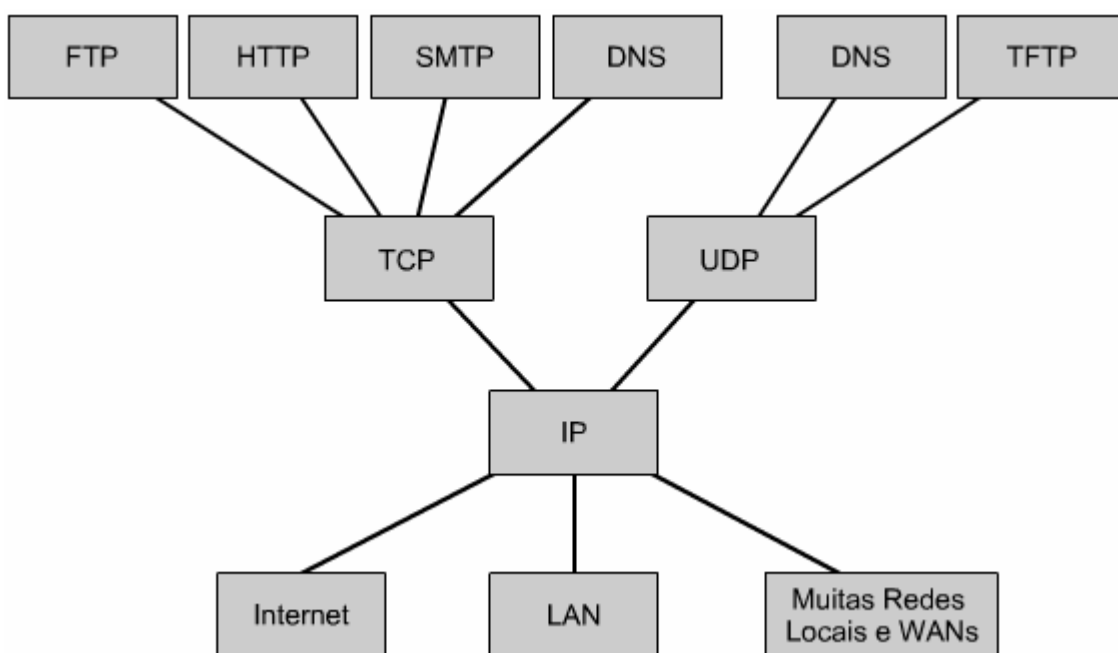 FTP
HTTP
SMTP
DNS
DNS
TFTP
TCP
UDP
IP
Internet
LAN
Muitas Redes
Locais e WANs